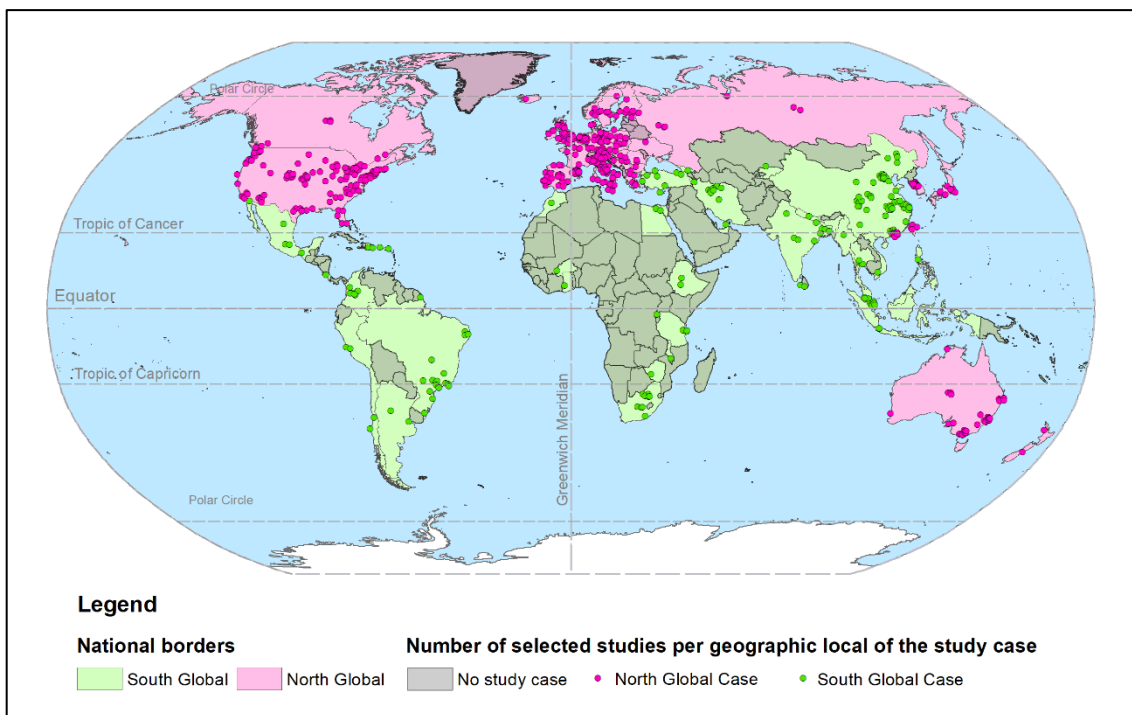 Polar Circle
Tropic of Cancer
Equator
Tropic of Capricorn
Greenwich Meridian
Polar Circle
Legend
National borders
Number of selected studies per geographic local of the study case
South Global
North Global
No study case
North Global Case
South Global Case